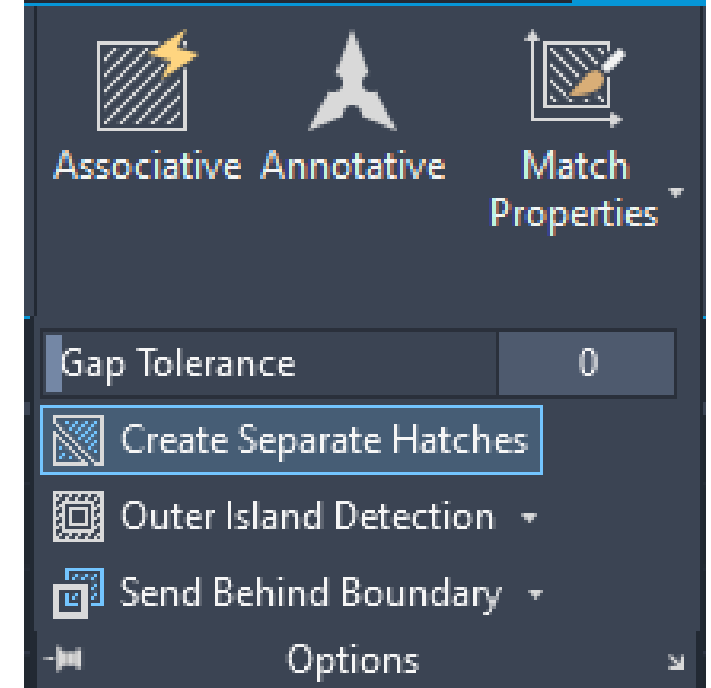 Associative Annotative Match
Properties
Gap Tolerance 0
Create Separate Hatches
Outer Island Detection
Send Behind Boundary
Options